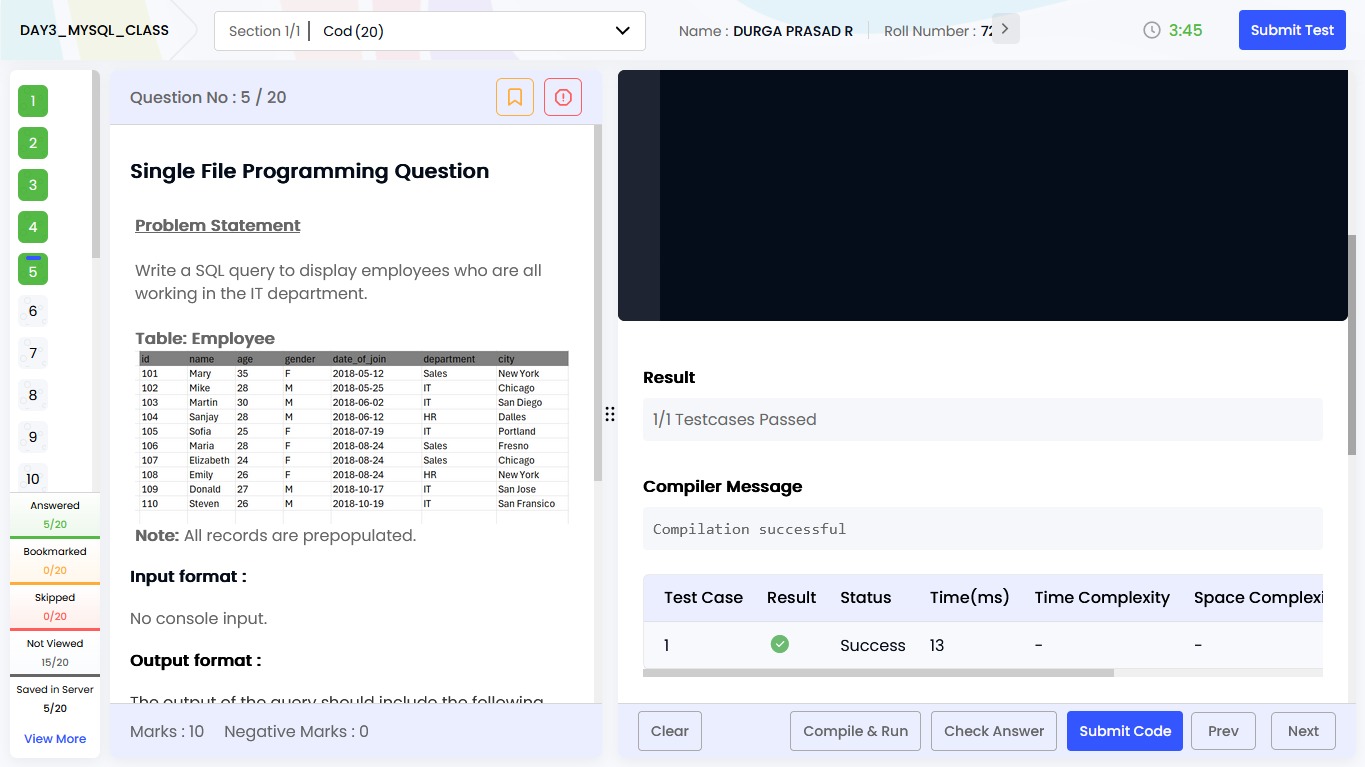 DAY3_MYSQL_CLASS
Section 1/1 | Cod (20)
Name : DURGA PRASAD R
Roll Number :
3:45
Submit Test
1
2
3
4
5
6
7
8
9
10
Answered
5/20
Bookmarked
0/20
Skipped
0/20
Not Viewed
15/20
Saved in Server
5/20
View More
Question No : 5 / 20
Single File Programming Question
Problem Statement
Write a SQL query to display employees who are all
working in the IT department.
Table: Employee
id name age gender date_of_join department city
101 Mary 35 F 2018-05-12 Sales New York
102 Mike 28 M 2018-05-25 IT Chicago
103 Martin 30 M 2018-06-02 IT San Diego
104 Sanjay 28 M 2018-06-12 HR Dalles
105 Sofia 25 F 2018-07-19 IT Portland
106 Maria 28 F 2018-08-24 Sales Fresno
107 Elizabeth 24 F 2018-08-24 Sales Chicago
108 Emily 26 F 2018-08-24 HR New York
109 Donald 27 M 2018-10-17 IT San Jose
110 Steven 26 M 2018-10-19 IT San Fransico
Note: All records are prepopulated.
Input format :
No console input.
Output format :
The output of the query should include the following
Marks : 10 Negative Marks : 0
Result
1/1 Testcases Passed
Compiler Message
Compilation successful
Test Case Result Status Time(ms) Time Complexity Space Complexi
1 Success 13 - -
Clear
Compile & Run
Check Answer
Submit Code
Prev
Next